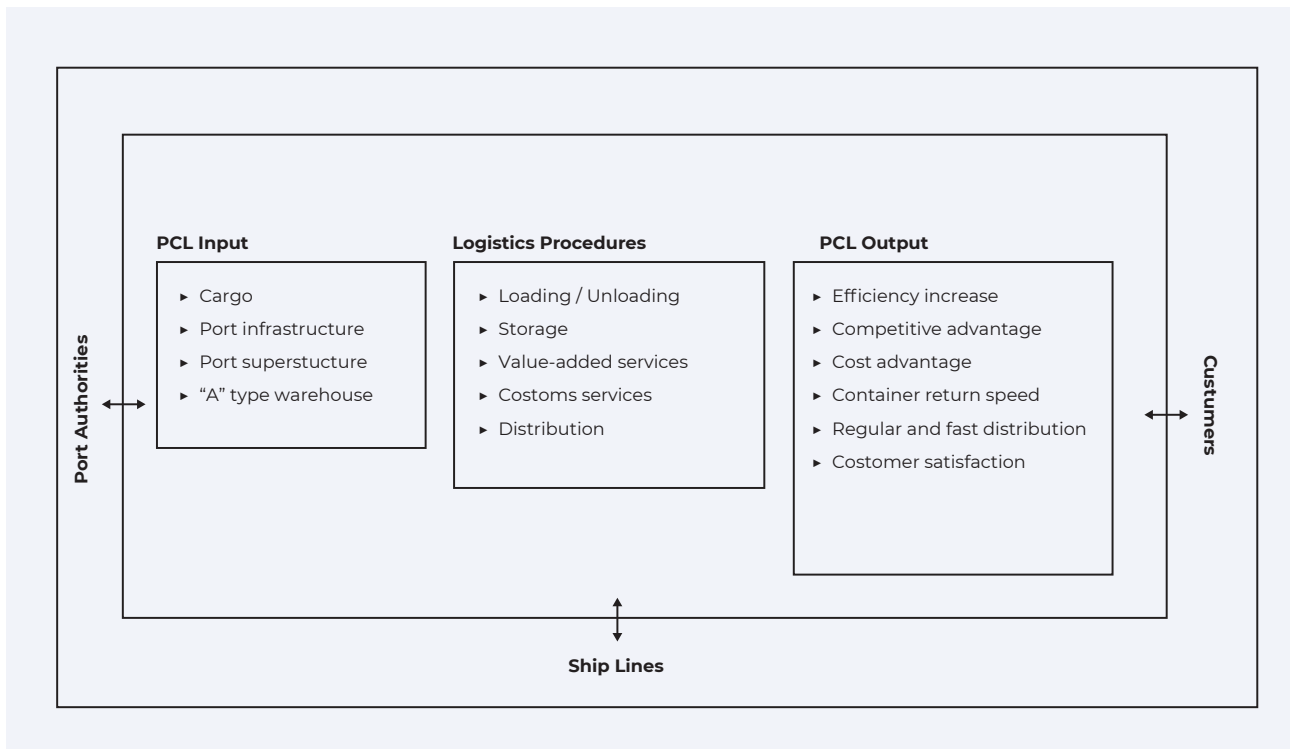 PCL Input
Cargo
Port infrastructure
Port superstucture
“A” type warehouse
Logistics Procedures
Loading / Unloading
Storage
Value-added services
Costoms services
Distribution
PCL Output
Efficiency increase
Competitive advantage
Cost advantage
Container return speed
Regular and fast distribution
Costomer satisfaction
Port Authorities
Custumers
Ship Lines